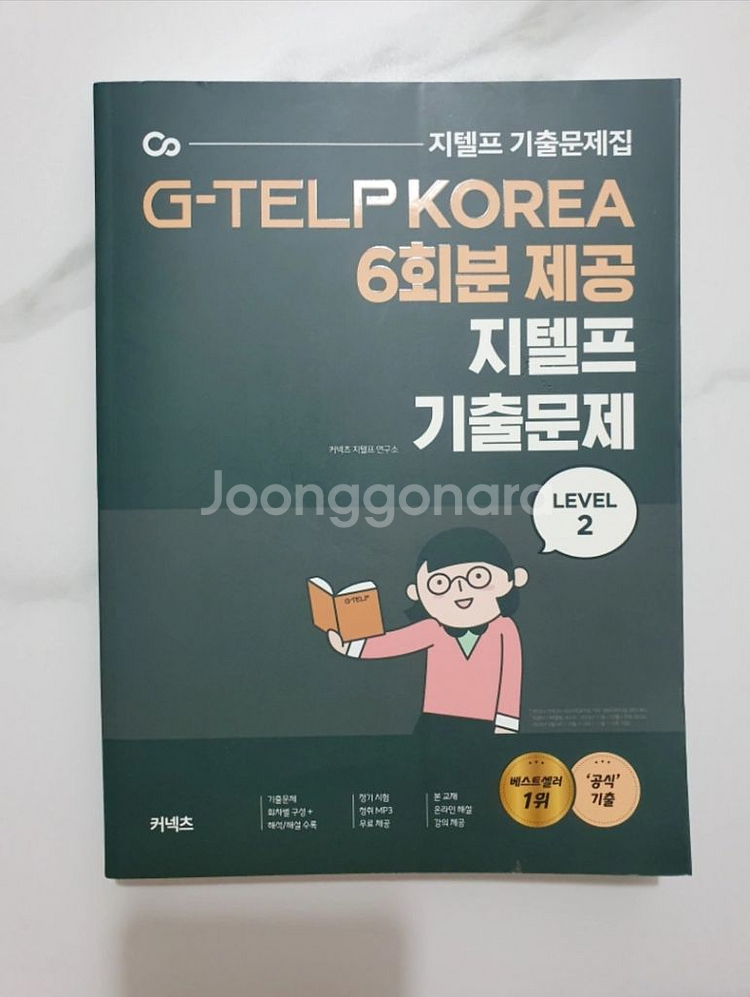 지텔프 기출문제집
G-TELP KOREA
6회분 제공
지텔프
기출문제
커넥츠 지텔프 연구소
Joonggonara
LEVEL
2
G-TELP
베스트셀러
1위
'공식'
기출
기출문제
회차별 구성 +
해석/해설 수록
정기 시험
청취 MP3
무료 제공
본 교재
온라인 해설
강의 제공
커넥츠